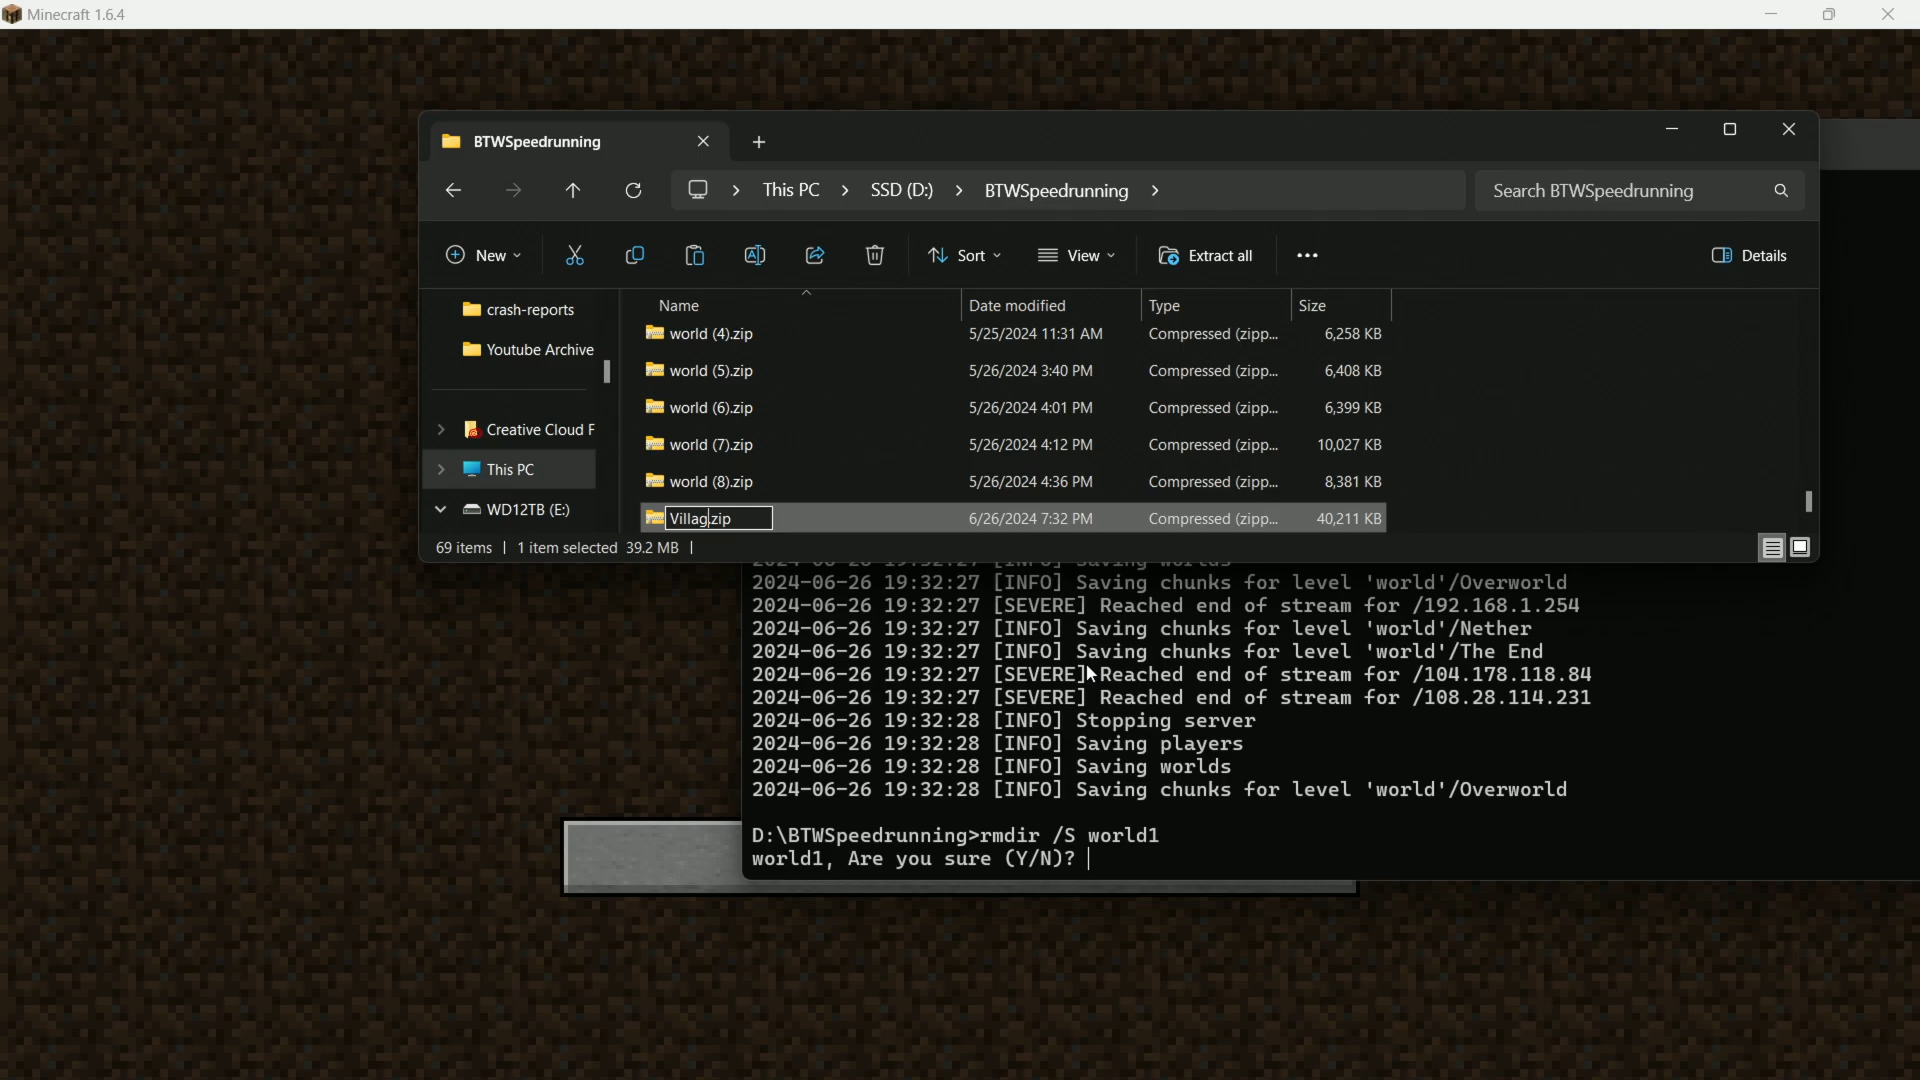 Minecraft 1.6.4
BTWSpeedrunning
This PC
SSD (D:)
BTWSpeedrunning
Search BTWSpeedrunning
New
Sort
View
Extract all
Details
crash-reports
Youtube Archive
Creative Cloud F
This PC
WD12TB (E:)
Name Date modified Type Size
world (4).zip 5/25/2024 11:31 AM Compressed (zipp... 6,258 KB
world (5).zip 5/26/2024 3:40 PM Compressed (zipp... 6,408 KB
world (6).zip 5/26/2024 4:01 PM Compressed (zipp... 6,399 KB
world (7).zip 5/26/2024 4:12 PM Compressed (zipp... 10,027 KB
world (8).zip 5/26/2024 4:36 PM Compressed (zipp... 8,381 KB
Villag.zip 6/26/2024 7:32 PM Compressed (zipp... 40,211 KB
69 items 1 item selected 39.2 MB
2024-06-26 19:32:27 [INFO] Saving worlds
2024-06-26 19:32:27 [INFO] Saving chunks for level 'world'/Overworld
2024-06-26 19:32:27 [SEVERE] Reached end of stream for /192.168.1.254
2024-06-26 19:32:27 [INFO] Saving chunks for level 'world'/Nether
2024-06-26 19:32:27 [INFO] Saving chunks for level 'world'/The End
2024-06-26 19:32:27 [SEVERE] Reached end of stream for /104.178.118.84
2024-06-26 19:32:27 [SEVERE] Reached end of stream for /108.28.114.231
2024-06-26 19:32:28 [INFO] Stopping server
2024-06-26 19:32:28 [INFO] Saving players
2024-06-26 19:32:28 [INFO] Saving worlds
2024-06-26 19:32:28 [INFO] Saving chunks for level 'world'/Overworld
D:\BTWSpeedrunning>rmdir /S world1
world1, Are you sure (Y/N)?